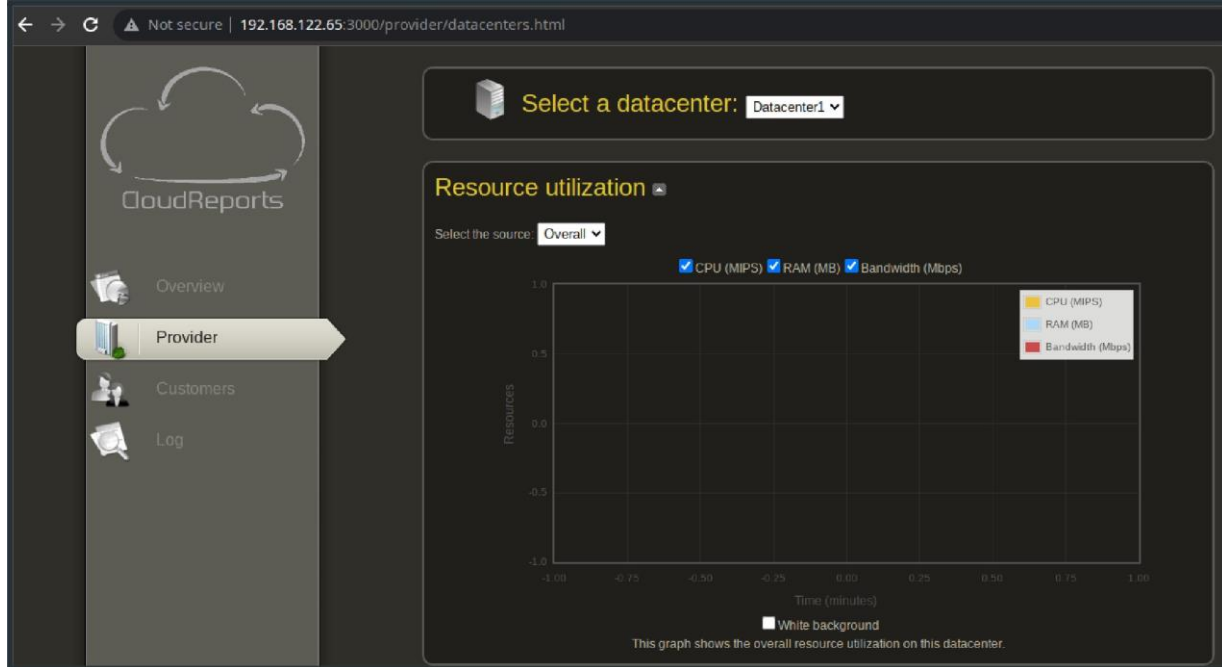 Not secure | 192.168.122.65:3000/provider/datacenters.html
CloudReports
Overview
Provider
Customers
Log
Select a datacenter: Datacenter1
Resource utilization
Select the source: Overall
CPU (MIPS) RAM (MB) Bandwidth (Mbps)
CPU (MIPS)
RAM (MB)
Bandwidth (Mbps)
Resources
1.0
0.5
0.0
-0.5
-1.0
-1.00 -0.75 -0.50 -0.25 0.00 0.25 0.50 0.75 1.00
Time (minutes)
White background
This graph shows the overall resource utilization on this datacenter.